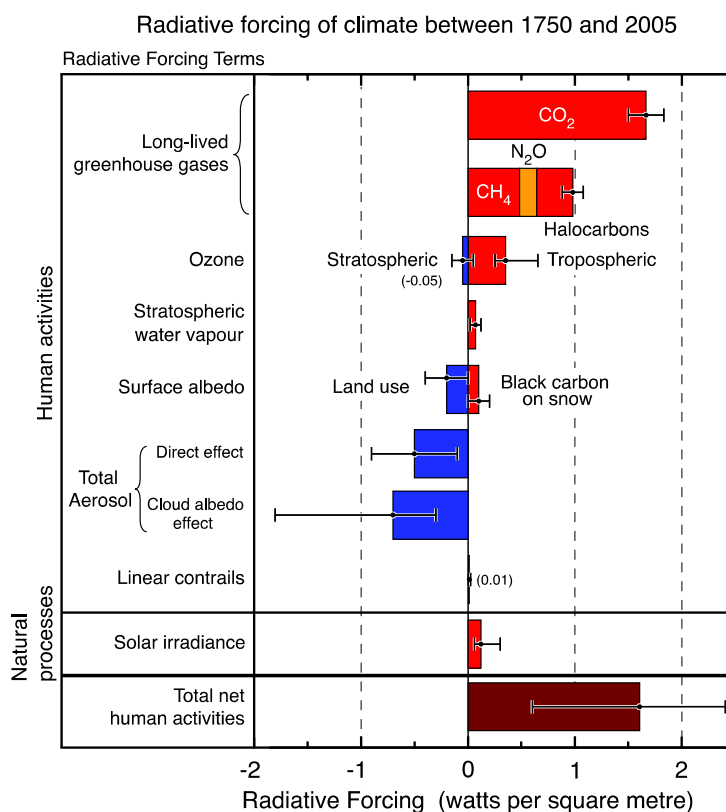 Radiative forcing of climate between 1750 and 2005
Radiative Forcing Terms
Human activities
Long-lived
greenhouse gases
CO₂
N₂O
CH₄
Halocarbons
Ozone
Stratospheric
(-0.05)
Tropospheric
Stratospheric
water vapour
Surface albedo
Land use
Black carbon
on snow
Total
Aerosol
Direct effect
Cloud albedo
effect
Linear contrails
(0.01)
Natural
processes
Solar irradiance
Total net
human activities
-2 -1 0 1 2
Radiative Forcing (watts per square metre)